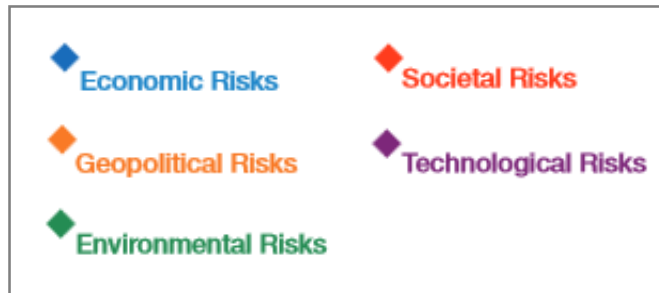 Economic Risks
Societal Risks
Geopolitical Risks
Technological Risks
Environmental Risks